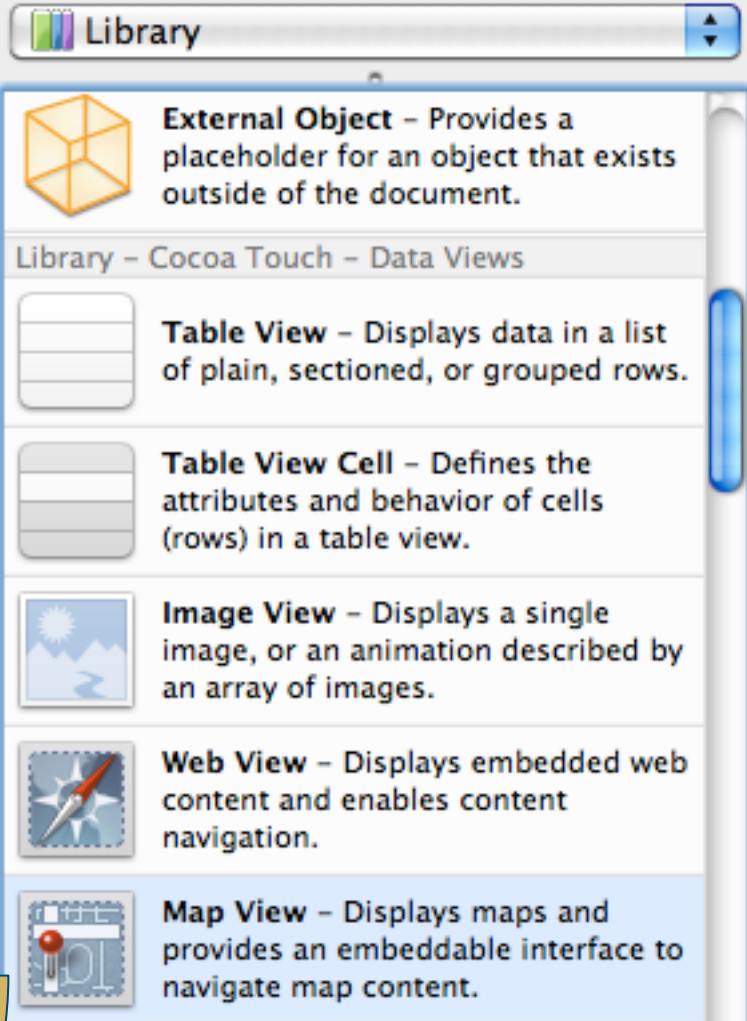 Library
External Object – Provides a
placeholder for an object that exists
outside of the document.
Library – Cocoa Touch – Data Views
Table View – Displays data in a list
of plain, sectioned, or grouped rows.
Table View Cell – Defines the
attributes and behavior of cells
(rows) in a table view.
Image View – Displays a single
image, or an animation described by
an array of images.
Web View – Displays embedded web
content and enables content
navigation.
Map View – Displays maps and
provides an embeddable interface to
navigate map content.